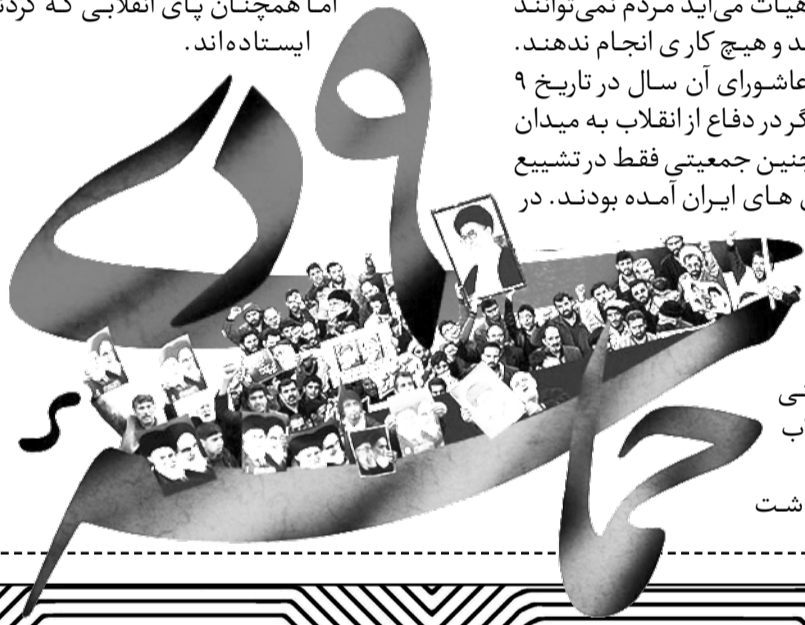 هیات می‌آید مردم نمی‌توانند
ند و هیچ کاری انجام ندهند.
عاشورای آن سال در تاریخ ۹
گر در دفاع از انقلاب به میدان
چنین جمعیتی فقط در تشییع
های ایران آمده بودند. در
اما همچنان پای انقلابی که
ایستاده‌اند.
حماسه
۹ دی